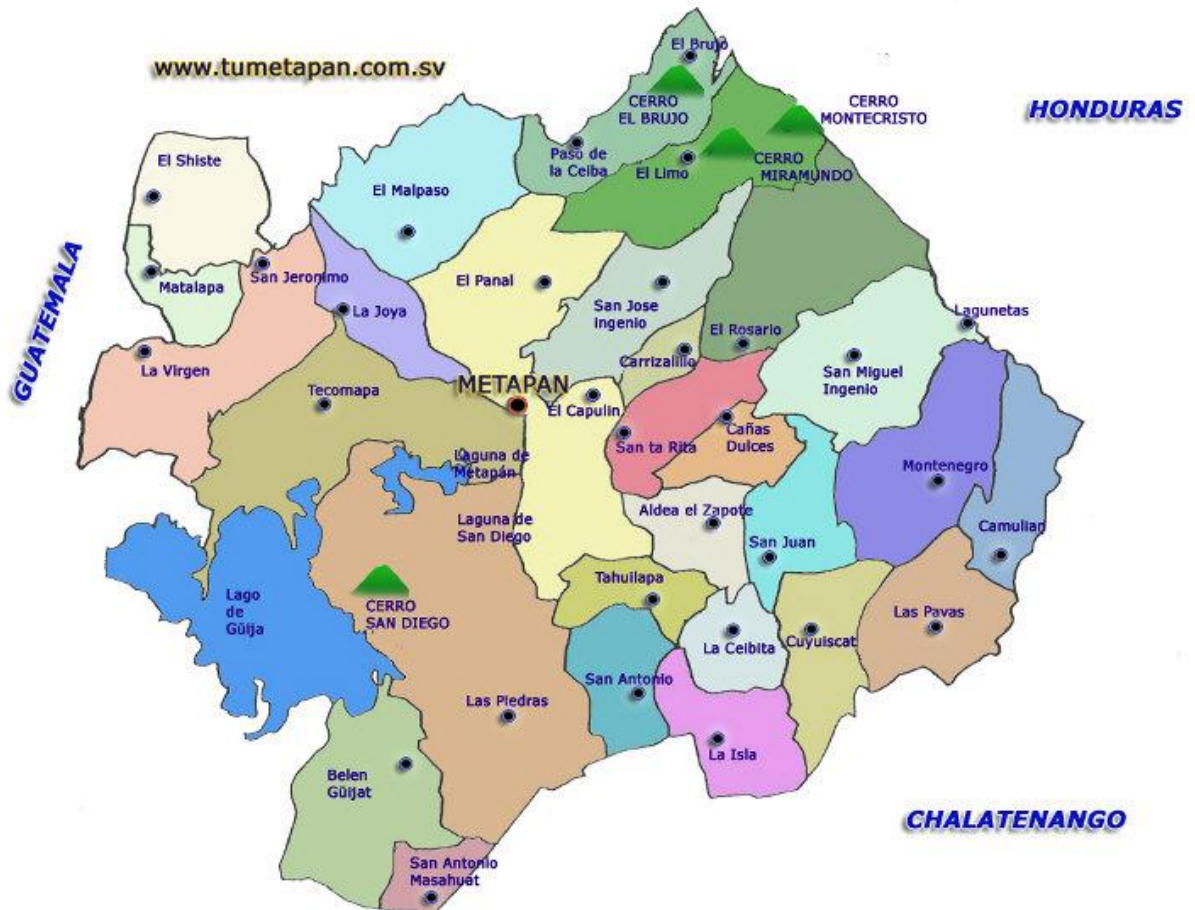 El Brujo
www.tumetapan.com.sv
CERRO
EL BRUJO
CERRO
MONTECRISTO
HONDURAS
El Shiste
Paso de
la Ceiba
El Limo
CERRO
MIRAMUNDO
El Malpaso
GUATEMALA
Matalapa
San Jeronimo
El Panal
La Joya
San Jose
Ingenio
Lagunetas
El Rosario
La Virgen
Carrizalillo
San Miguel
Ingenio
Tecomapa
METAPAN
El Capulin
San ta Rita
Cañas
Dulces
Laguna de
Metapán
Montenegro
Aldea el Zapote
Laguna de
San Diego
San Juan
Camulian
Tahuilapa
Lago
de
Güija
CERRO
SAN DIEGO
Las Pavas
La Ceibita
Cuyuiscat
San Antonio
Las Piedras
La Isla
Belen
Güijat
CHALATENANGO
San Antonio
Masahuat